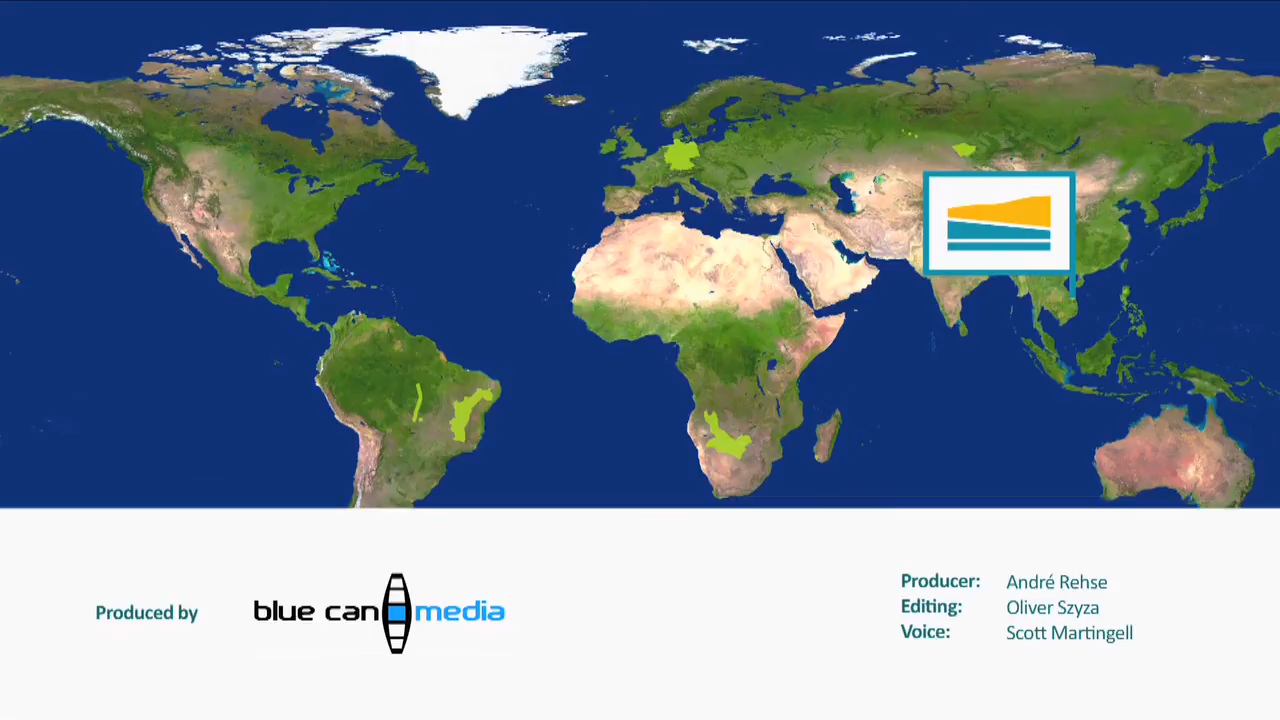 Produced by
blue can media
Producer: André Rehse
Editing: Oliver Szyza
Voice: Scott Martingell